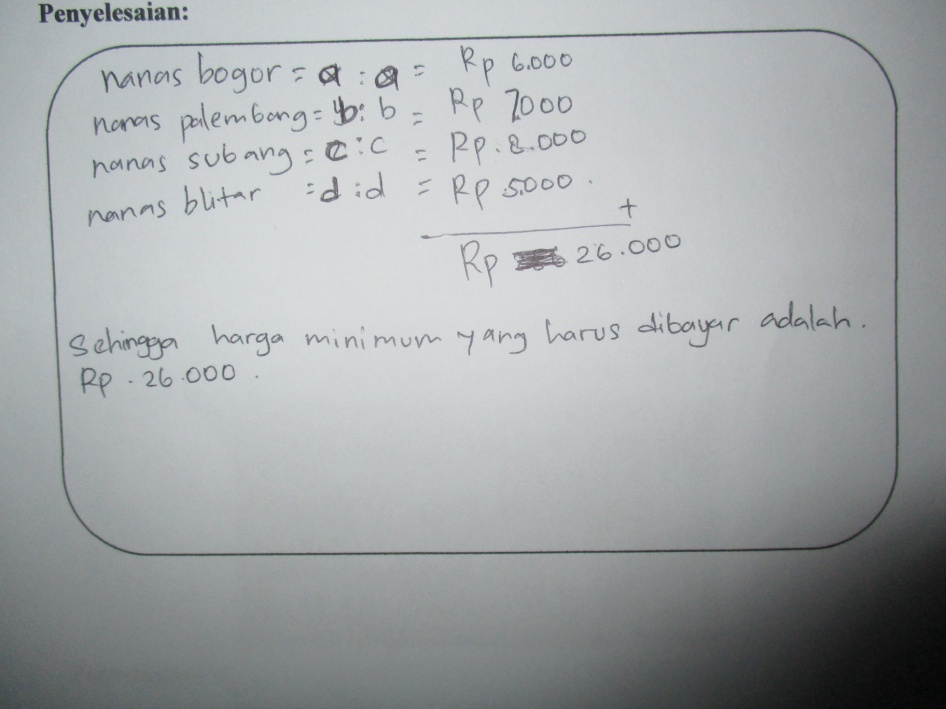 Penyelesaian:
nanas bogor = a : a = Rp 6.000
nanas palembang = b : b = Rp 7000
nanas subang = c : c = Rp. 8.000
nanas blitar = d : d = Rp 5.000.
+
Rp 26.000
Sehingga harga minimum yang harus dibayar adalah.
Rp. 26.000.